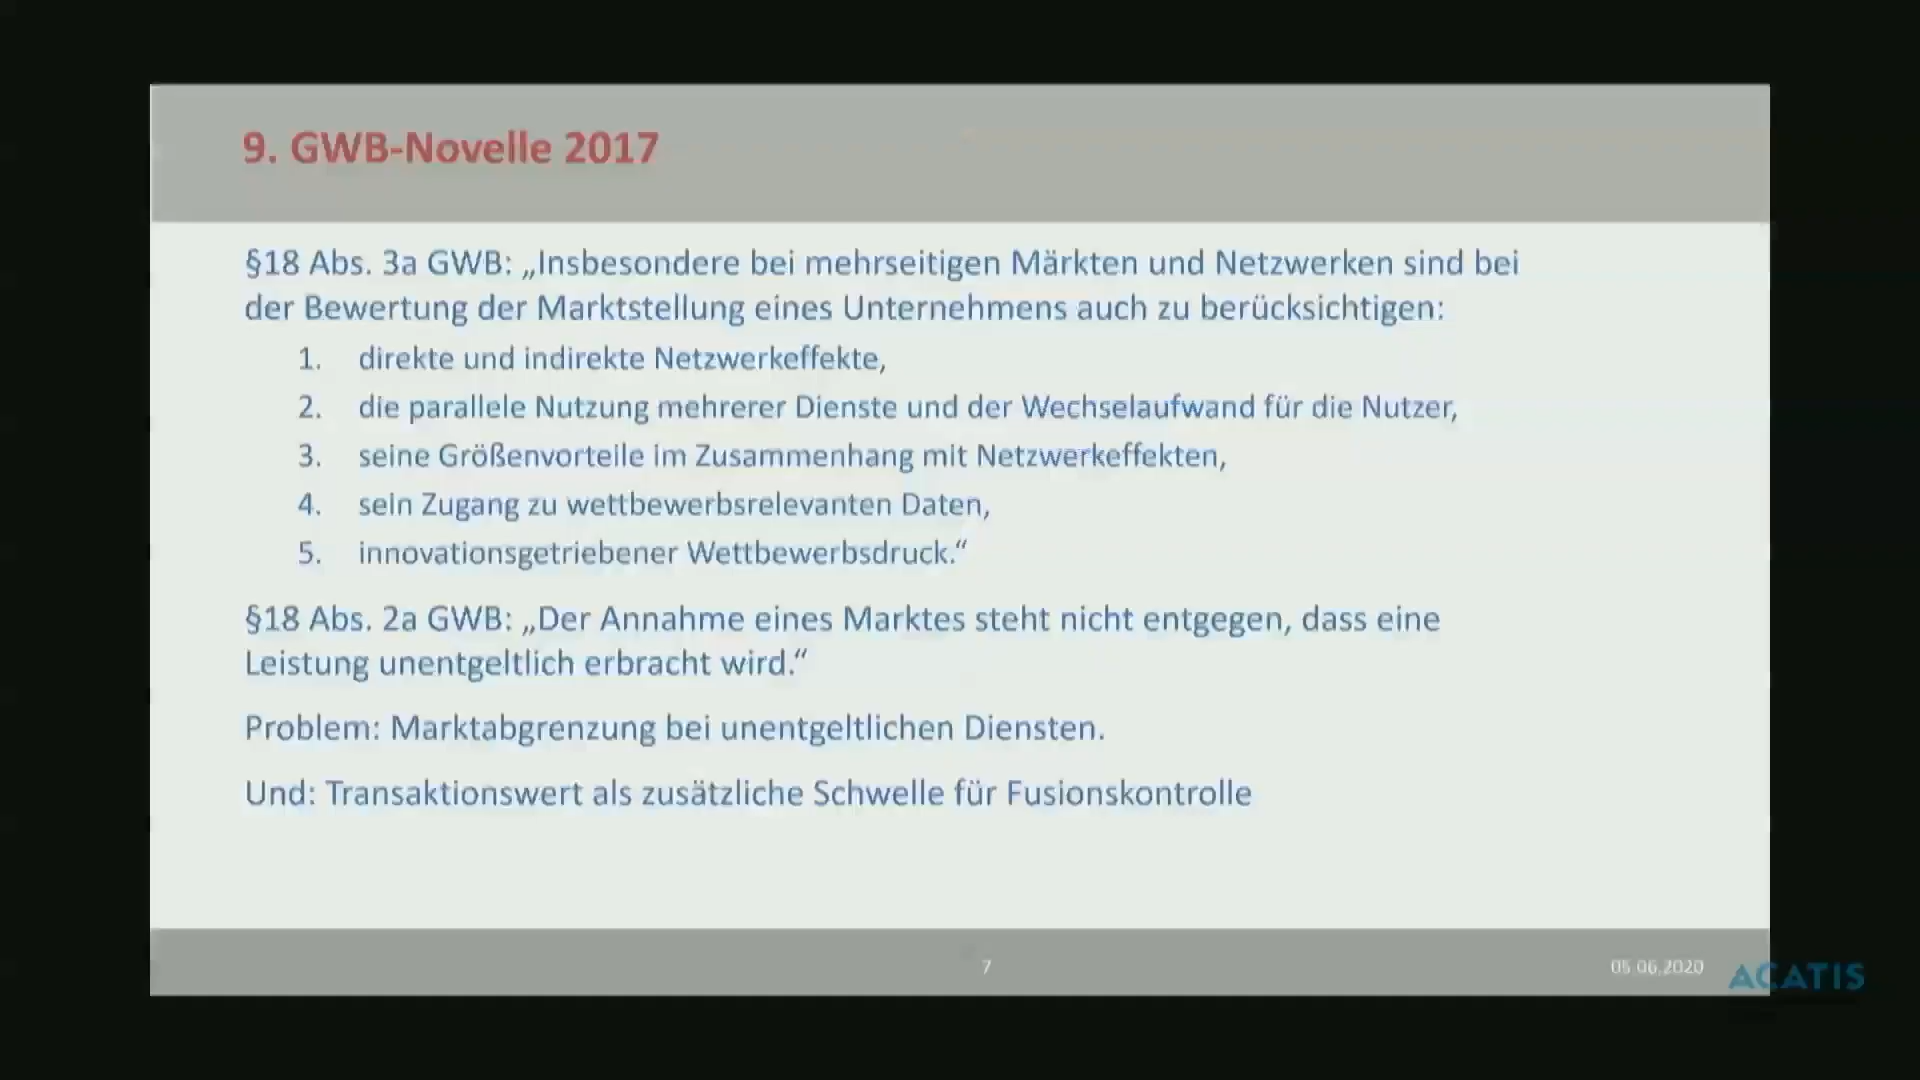 9. GWB-Novelle 2017
§18 Abs. 3a GWB: „Insbesondere bei mehrseitigen Märkten und Netzwerken sind bei
der Bewertung der Marktstellung eines Unternehmens auch zu berücksichtigen:
1. direkte und indirekte Netzwerkeffekte,
2. die parallele Nutzung mehrerer Dienste und der Wechselaufwand für die Nutzer,
3. seine Größenvorteile im Zusammenhang mit Netzwerkeffekten,
4. sein Zugang zu wettbewerbsrelevanten Daten,
5. innovationsgetriebener Wettbewerbsdruck.“
§18 Abs. 2a GWB: „Der Annahme eines Marktes steht nicht entgegen, dass eine
Leistung unentgeltlich erbracht wird.“
Problem: Marktabgrenzung bei unentgeltlichen Diensten.
Und: Transaktionswert als zusätzliche Schwelle für Fusionskontrolle
7
05.06.2020
ACATIS